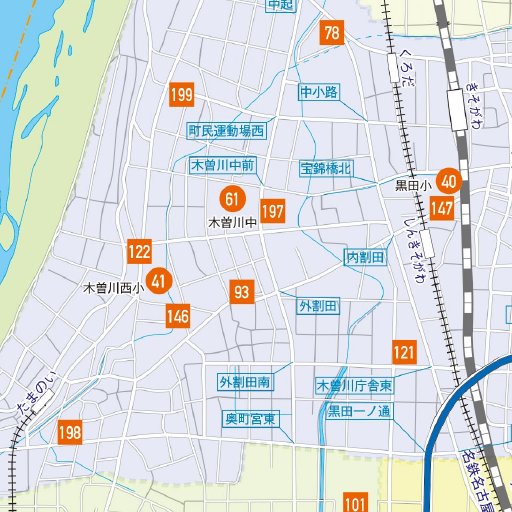 中起
78
くろだ
199
中小路
きそがわ
町民運動場西
木曽川中前
宝錦橋北
黒田小
40
61
197
147
木曽川中
しんきそがわ
122
内割田
木曽川西小
41
93
外割田
146
121
外割田南
木曽川庁舎東
たまのい
奥町宮東
黒田一ノ通
198
名鉄名古屋
101